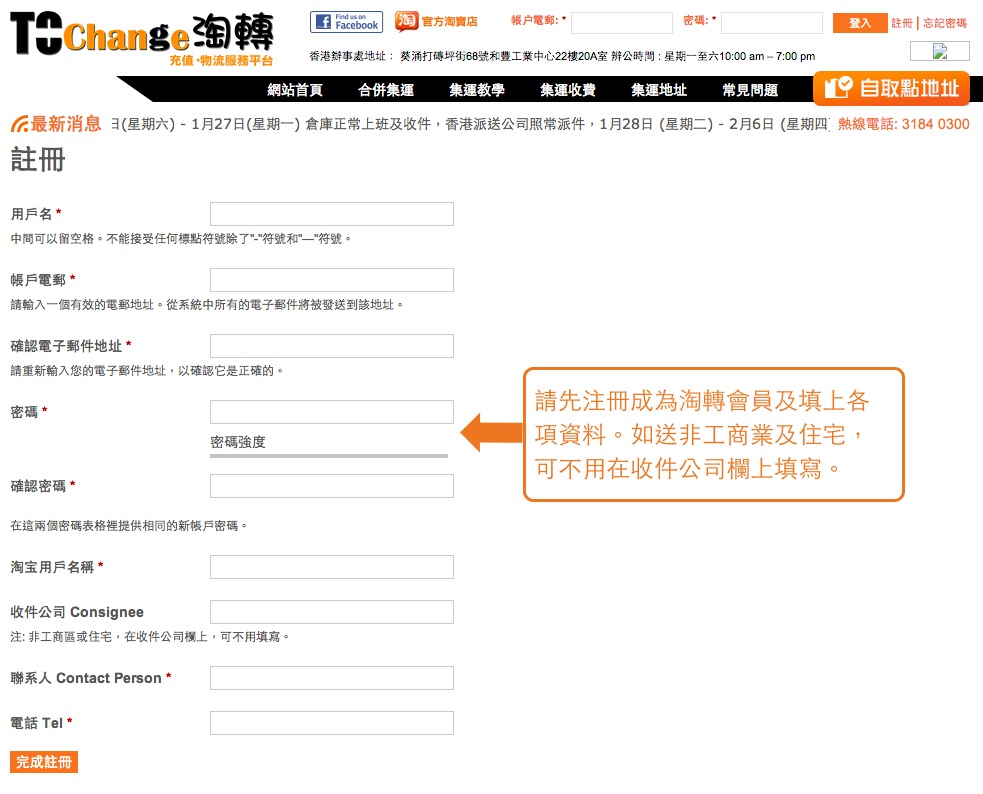 TOChange淘轉
充值·物流服務平台
Find us on
Facebook
淘 官方淘寶店
帳户電郵: *
密碼: *
登入
註冊 | 忘記密碼
香港辦事處地址： 葵涌打磚坪街68號和豐工業中心22樓20A室 辦公時間 : 星期一至六10:00 am – 7:00 pm
網站首頁 合併集運 集運教學 集運收費 集運地址 常見問題
自取點地址
最新消息
日(星期六) - 1月27日(星期一) 倉庫正常上班及收件，香港派送公司照常派件，1月28日 (星期二) - 2月6日 (星期四
熱線電話: 3184 0300
註冊
用戶名 *
中間可以留空格。不能接受任何標點符號除了"-"符號和"—"符號。
帳戶電郵 *
請輸入一個有效的電郵地址。從系統中所有的電子郵件將被發送到該地址。
確認電子郵件地址 *
請重新輸入您的電子郵件地址，以確認它是正確的。
密碼 *
密碼強度
請先注冊成為淘轉會員及填上各
項資料。如送非工商業及住宅，
可不用在收件公司欄上填寫。
確認密碼 *
在這兩個密碼表格裡提供相同的新帳戶密碼。
淘宝用戶名稱 *
收件公司 Consignee
注: 非工商區或住宅，在收件公司欄上，可不用填寫。
聯系人 Contact Person *
電話 Tel *
完成註冊